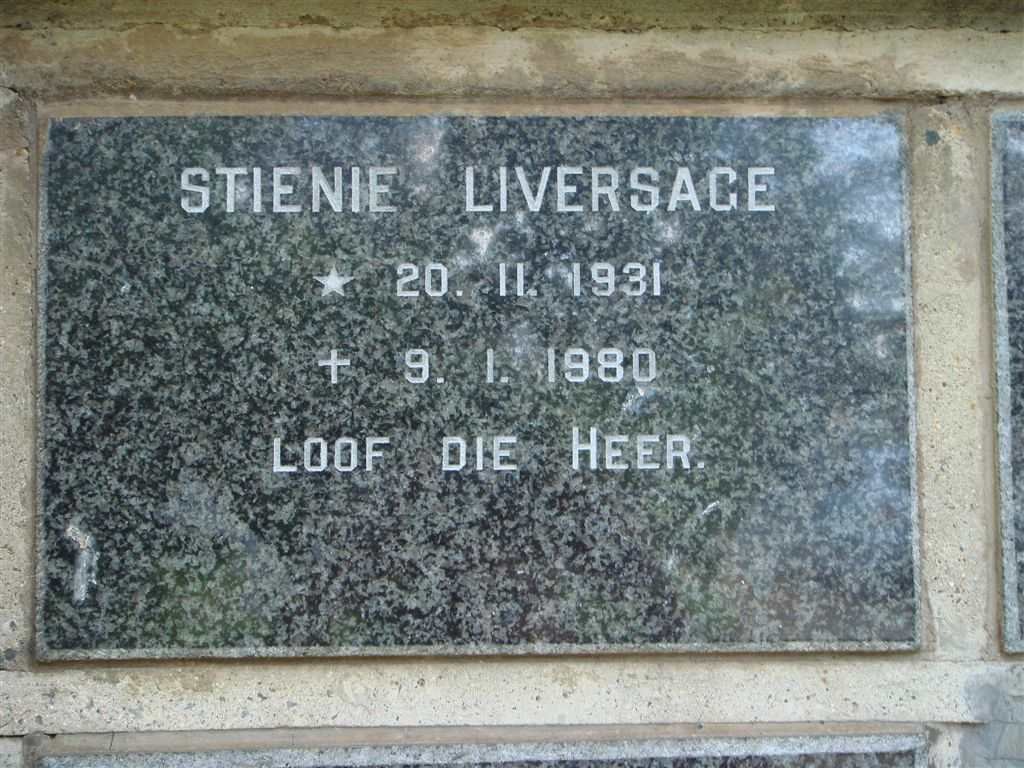 STIENIE LIVERSAGE
★ 20. 11. 1931
✝ 9. 1. 1980
LOOF DIE HEER.